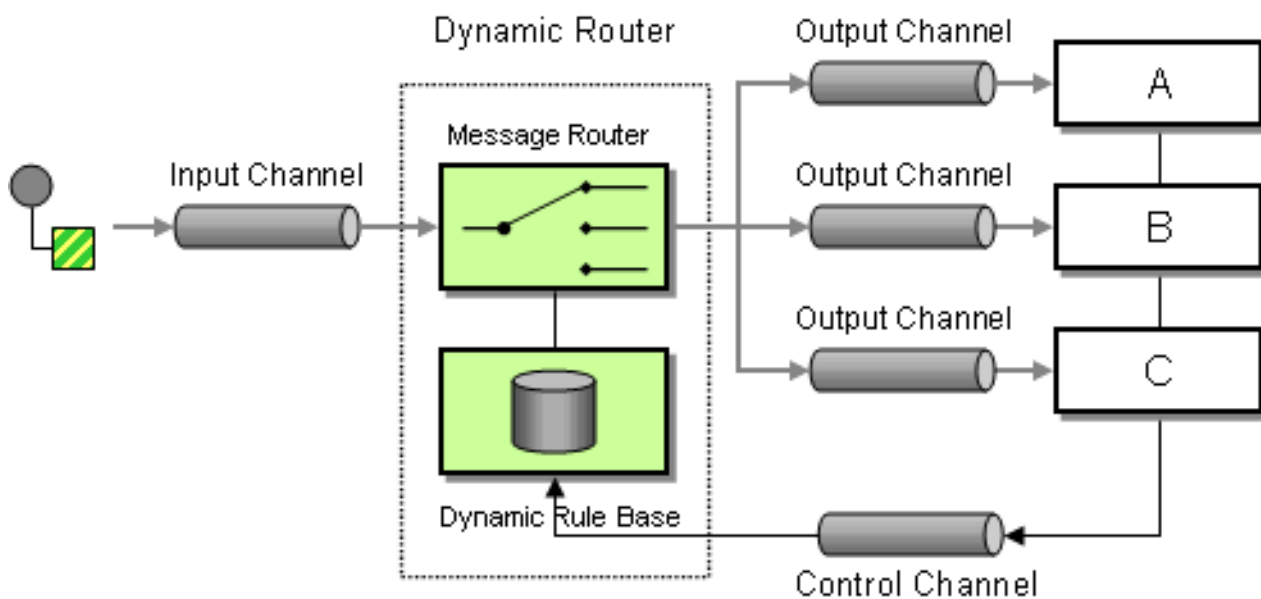 Dynamic Router
Output Channel
A
Message Router
Input Channel
Output Channel
B
Output Channel
C
Dynamic Rule Base
Control Channel